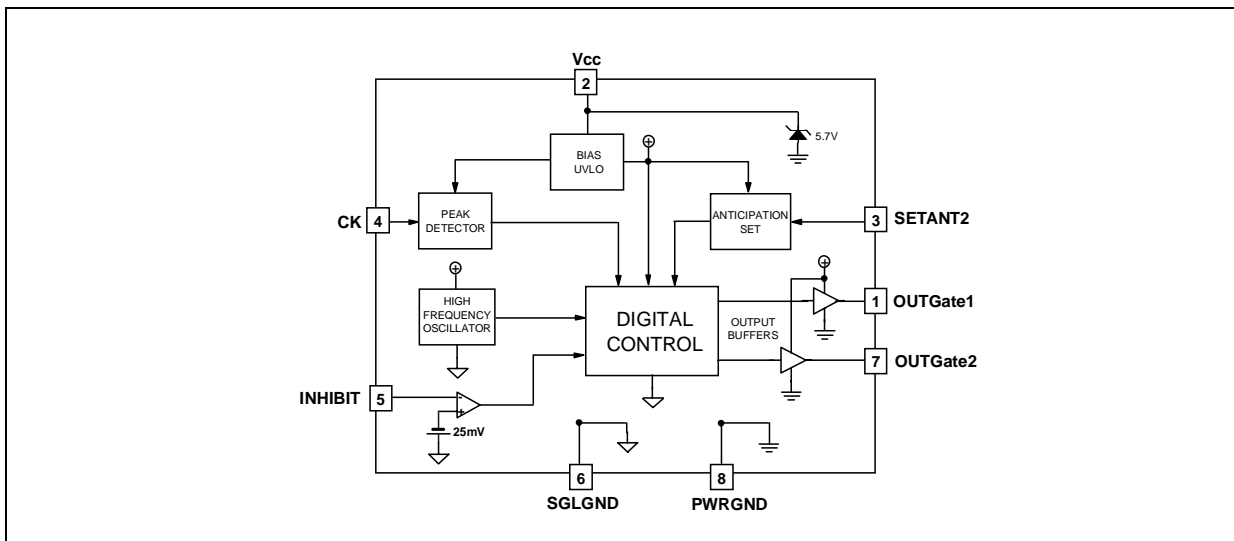 Vcc
2
5.7V
BIAS
UVLO
CK
4
PEAK
DETECTOR
ANTICIPATION
SET
3
SETANT2
HIGH
FREQUENCY
OSCILLATOR
DIGITAL
CONTROL
OUTPUT
BUFFERS
1
OUTGate1
7
OUTGate2
INHIBIT
5
-
+
25mV
6
SGLGND
8
PWRGND